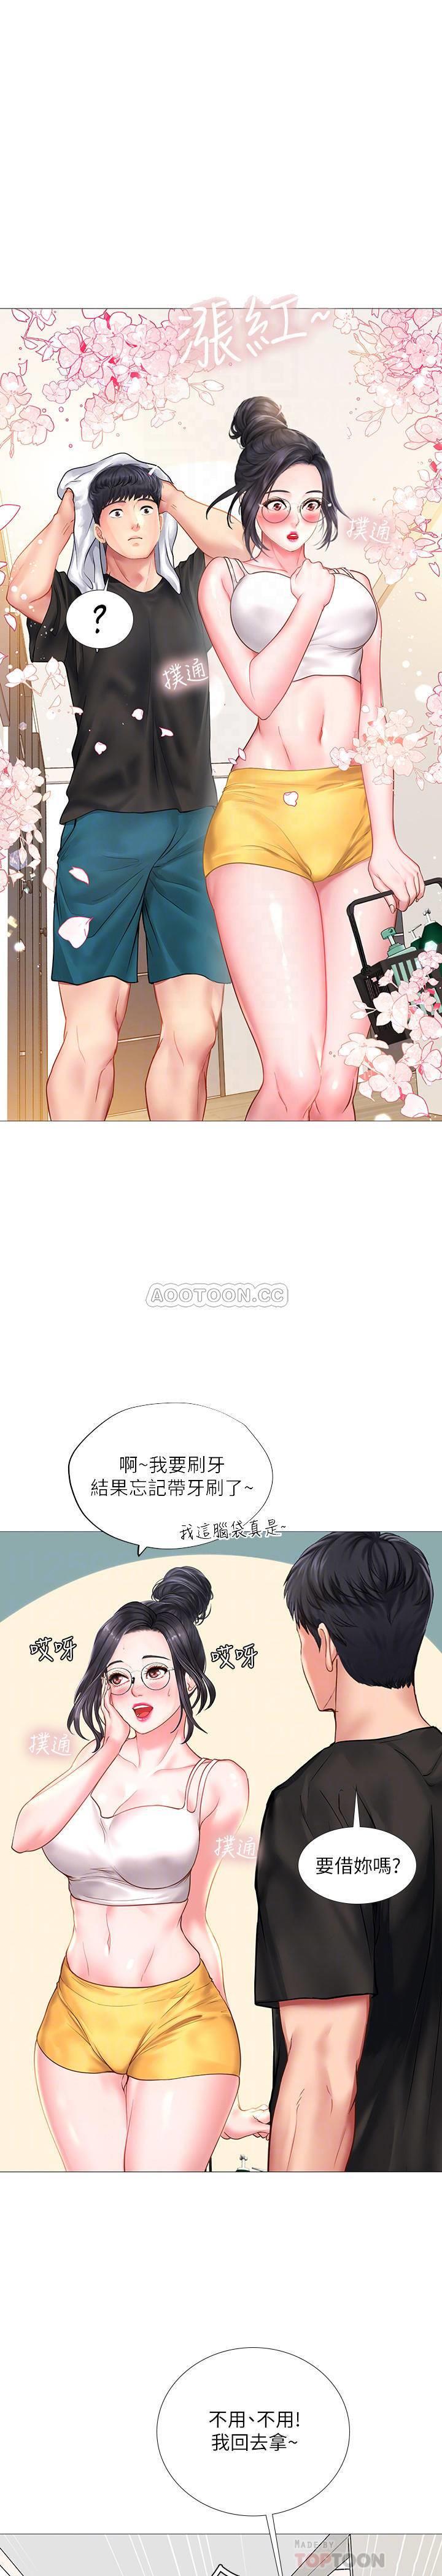 漲紅~
撲通
?
撲通
AOOTOON.CC
啊~我要刷牙
結果忘記帶牙刷了~
我這腦袋真是~
哎呀
哎呀
撲通
撲通
要借妳嗎?
不用、不用!
我回去拿~
MADE BY
TOPTOON